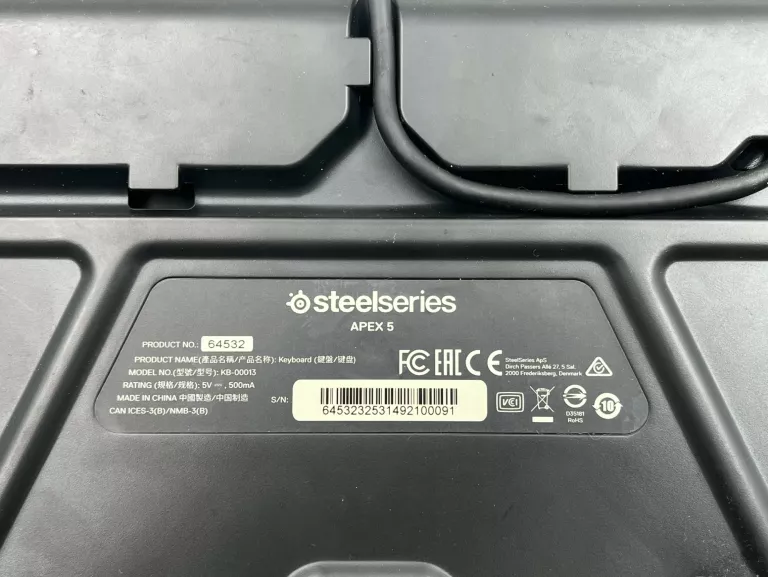 steelseries
APEX 5
PRODUCT NO.: 64532
PRODUCT NAME(產品名稱/产品名称): Keyboard (鍵盤/键盘)
MODEL NO.(型號/型号): KB-00013
RATING (規格/规格): 5V⎓, 500mA
MADE IN CHINA 中國製造/中国制造
CAN ICES-3(B)/NMB-3(B)
FC EAC CE
SteelSeries ApS
Dirch Passers Allé 27, 5 Sal.
2000 Frederiksberg, Denmark
S/N: 6453232531492100091
VCI
D35181
RoHS
10